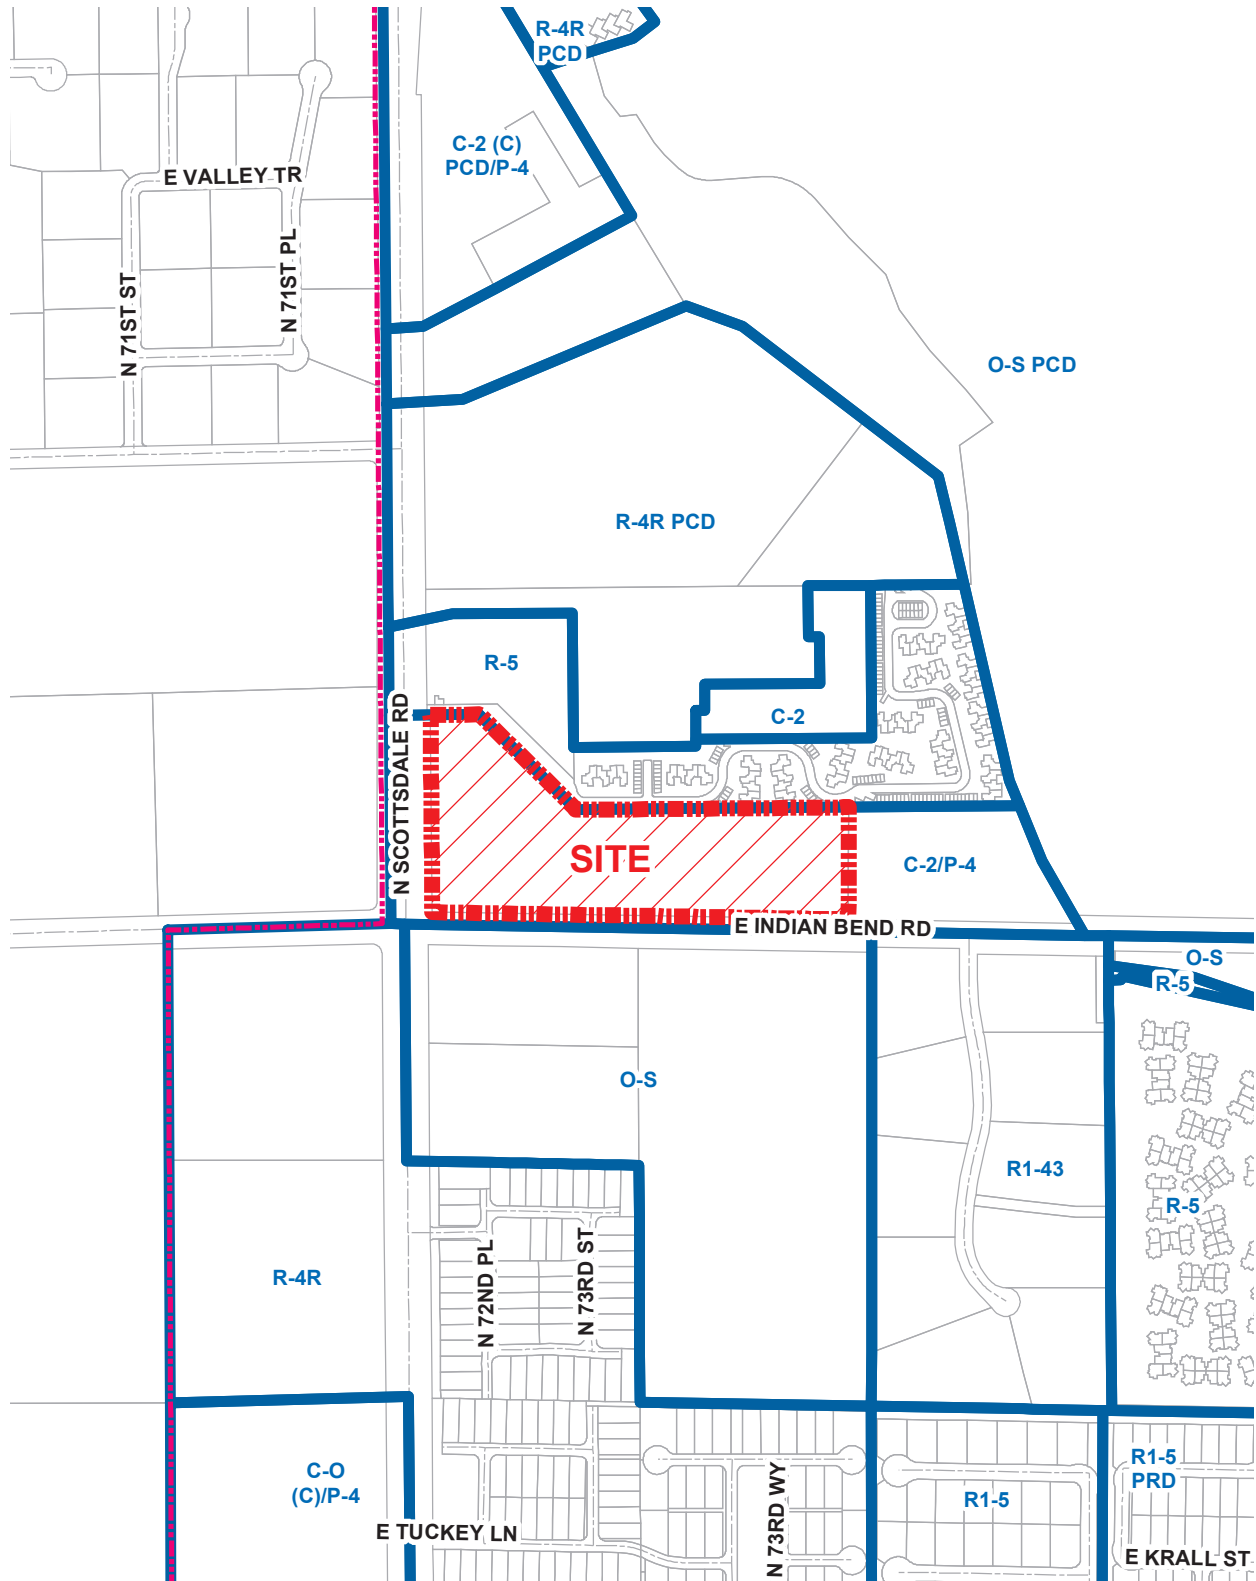 R-4R
PCD
C-2 (C)
PCD/P-4
E VALLEY TR
N 71ST PL
N 71ST ST
O-S PCD
R-4R PCD
R-5
C-2
N SCOTTSDALE RD
SITE
C-2/P-4
E INDIAN BEND RD
O-S
R-5
O-S
R1-43
R-5
R-4R
N 72ND PL
N 73RD ST
C-O
(C)/P-4
R1-5
PRD
R1-5
N 73RD WY
E TUCKEY LN
E KRALL ST